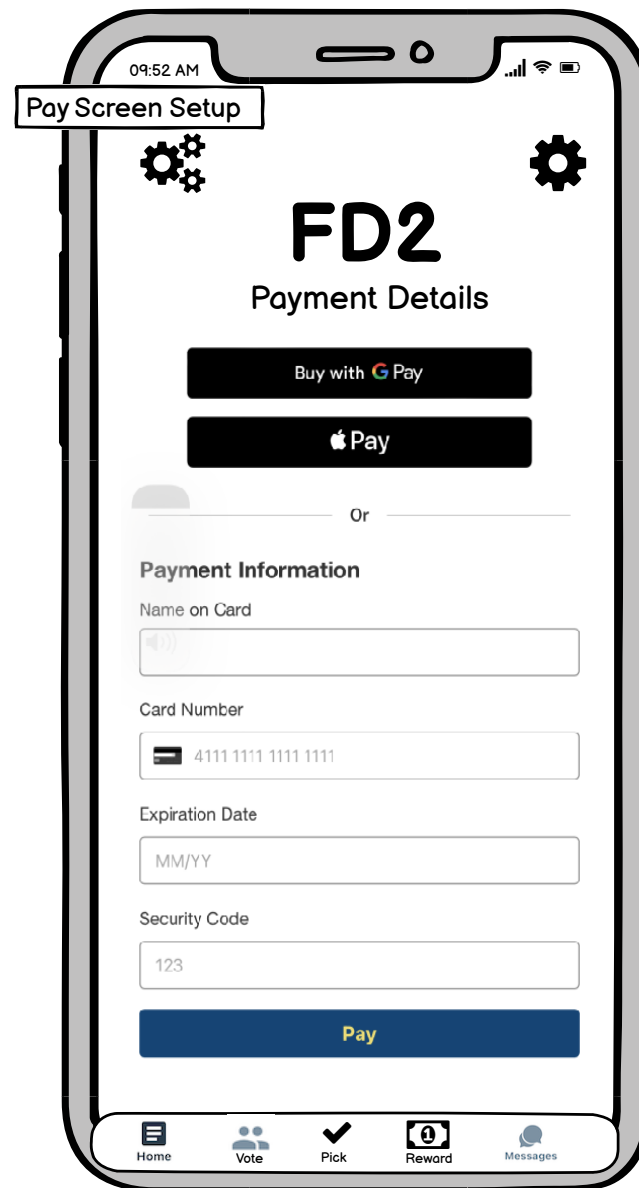 09:52 AM
Pay Screen Setup
FD2
Payment Details
Buy with G Pay
Pay
Or
Payment Information
Name on Card
Card Number
4111 1111 1111 1111
Expiration Date
MM/YY
Security Code
123
Pay
Home Vote Pick 1 Reward Messages